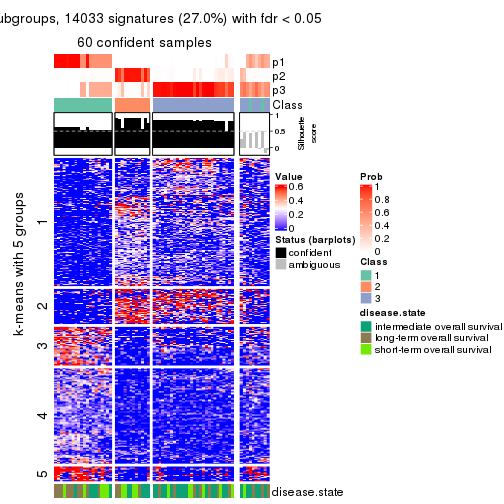 ubgroups, 14033 signatures (27.0%) with fdr < 0.05
60 confident samples
p1
p2
p3
Class
1
0.5
0
Silhouette
score
k-means with 5 groups
1
2
3
4
5
Value
0.6
0.4
0.2
0
Status (barplots)
confident
ambiguous
Prob
1
0.8
0.6
0.4
0.2
0
Class
1
2
3
disease.state
intermediate overall survival
long-term overall survival
short-term overall survival
disease.state